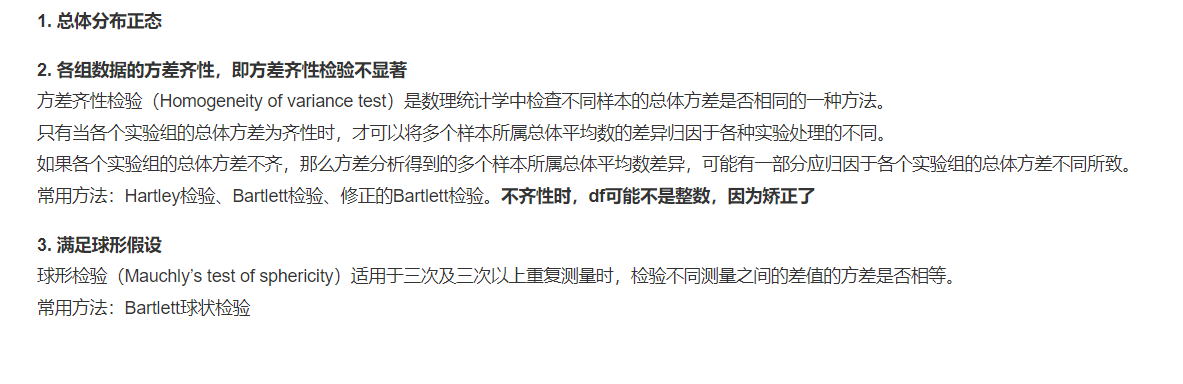 1. 总体分布正态
2. 各组数据的方差齐性，即方差齐性检验不显著
方差齐性检验（Homogeneity of variance test）是数理统计学中检查不同样本的总体方差是否相同的一种方法。
只有当各个实验组的总体方差为齐性时，才可以将多个样本所属总体平均数的差异归因于各种实验处理的不同。
如果各个实验组的总体方差不齐，那么方差分析得到的多个样本所属总体平均数差异，可能有一部分应归因于各个实验组的总体方差不同所致。
常用方法：Hartley检验、Bartlett检验、修正的Bartlett检验。不齐性时，df可能不是整数，因为矫正了
3. 满足球形假设
球形检验（Mauchly’s test of sphericity）适用于三次及三次以上重复测量时，检验不同测量之间的差值的方差是否相等。
常用方法：Bartlett球状检验